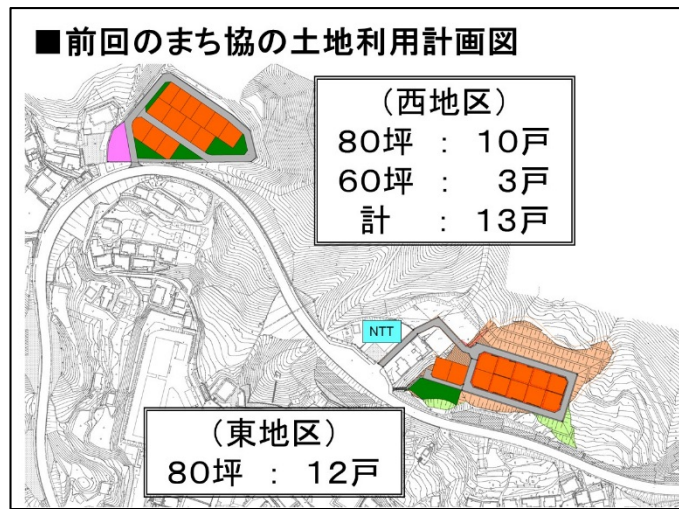 ■前回のまち協の土地利用計画図
（西地区）
80坪 ： 10戸
60坪 ： 3戸
計 ： 13戸
NTT
（東地区）
80坪 ： 12戸